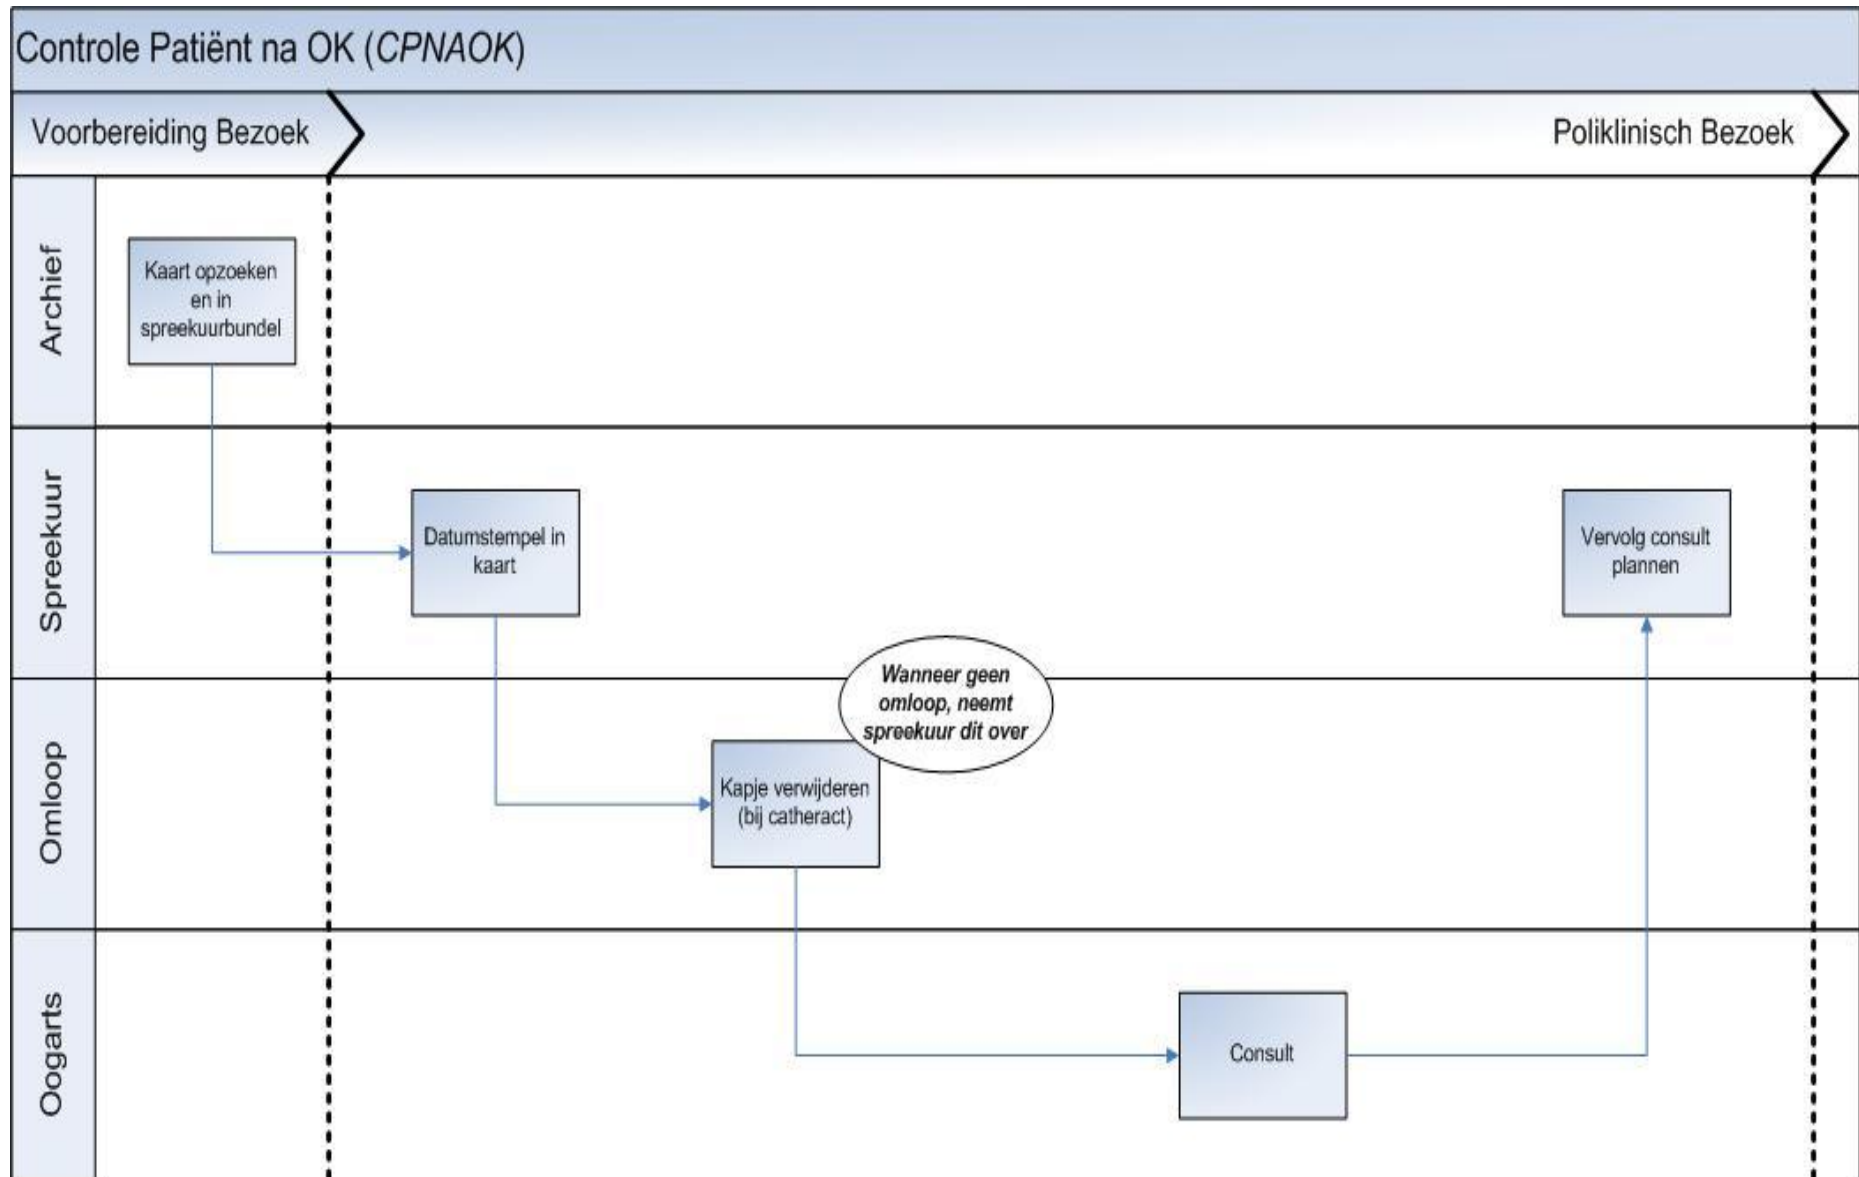 Controle Patiënt na OK (CPNAOK)
Voorbereiding Bezoek
Poliklinisch Bezoek
Archief
Kaart opzoeken
en in
spreekuurbundel
Spreekuur
Datumstempel in
kaart
Vervolg consult
plannen
Wanneer geen
omloop, neemt
spreekuur dit over
Omloop
Kapje verwijderen
(bij catheract)
Oogarts
Consult